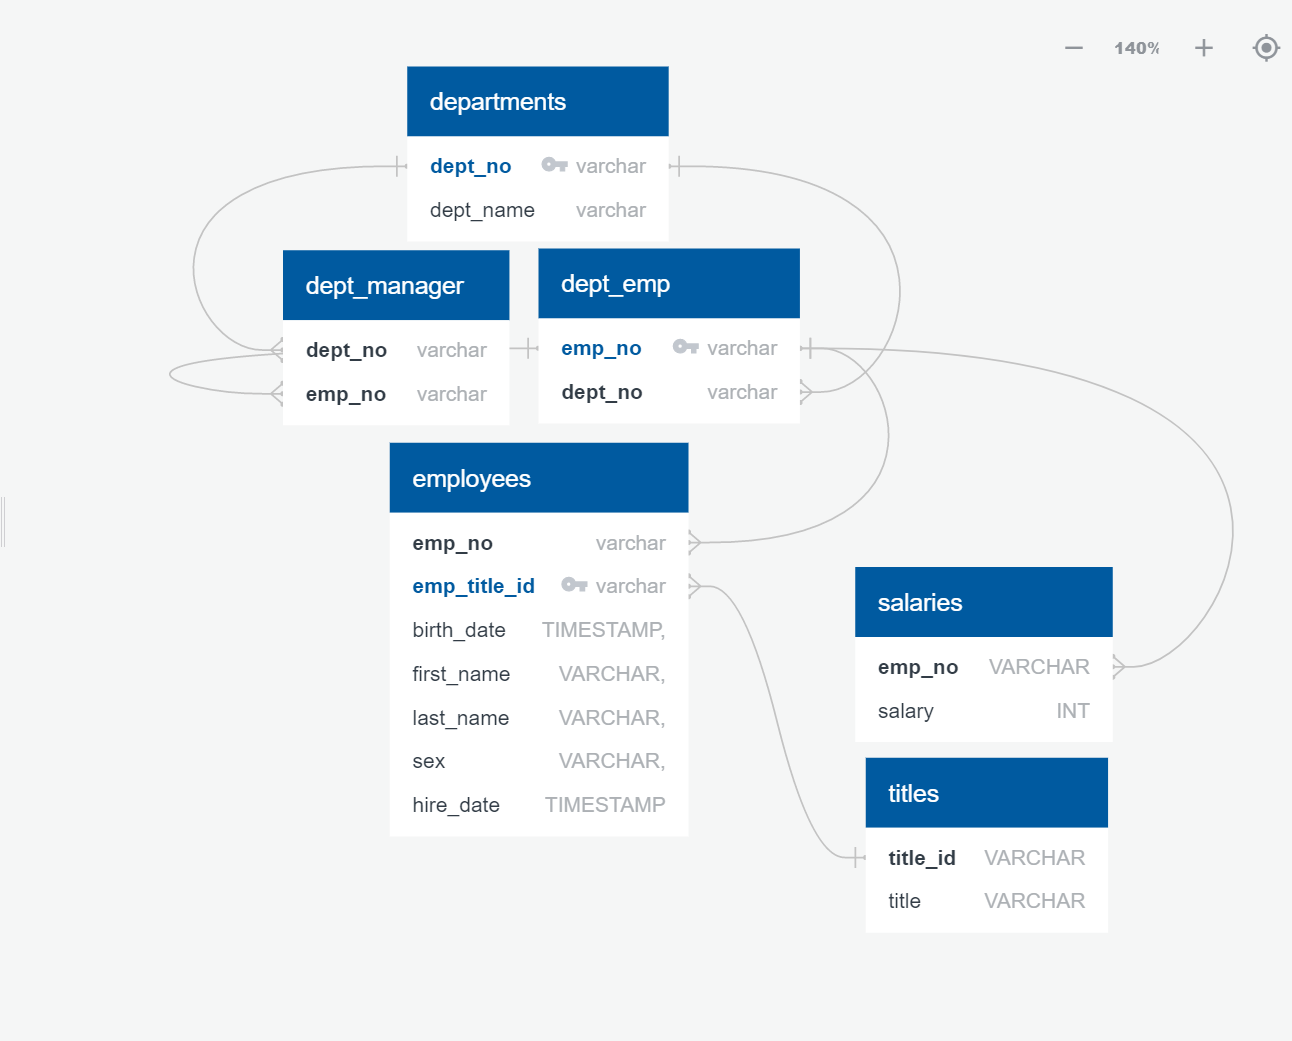 140%
departments
dept_no varchar
dept_name varchar
dept_manager
dept_no varchar
emp_no varchar
dept_emp
emp_no varchar
dept_no varchar
employees
emp_no varchar
emp_title_id varchar
birth_date TIMESTAMP,
first_name VARCHAR,
last_name VARCHAR,
sex VARCHAR,
hire_date TIMESTAMP
salaries
emp_no VARCHAR
salary INT
titles
title_id VARCHAR
title VARCHAR